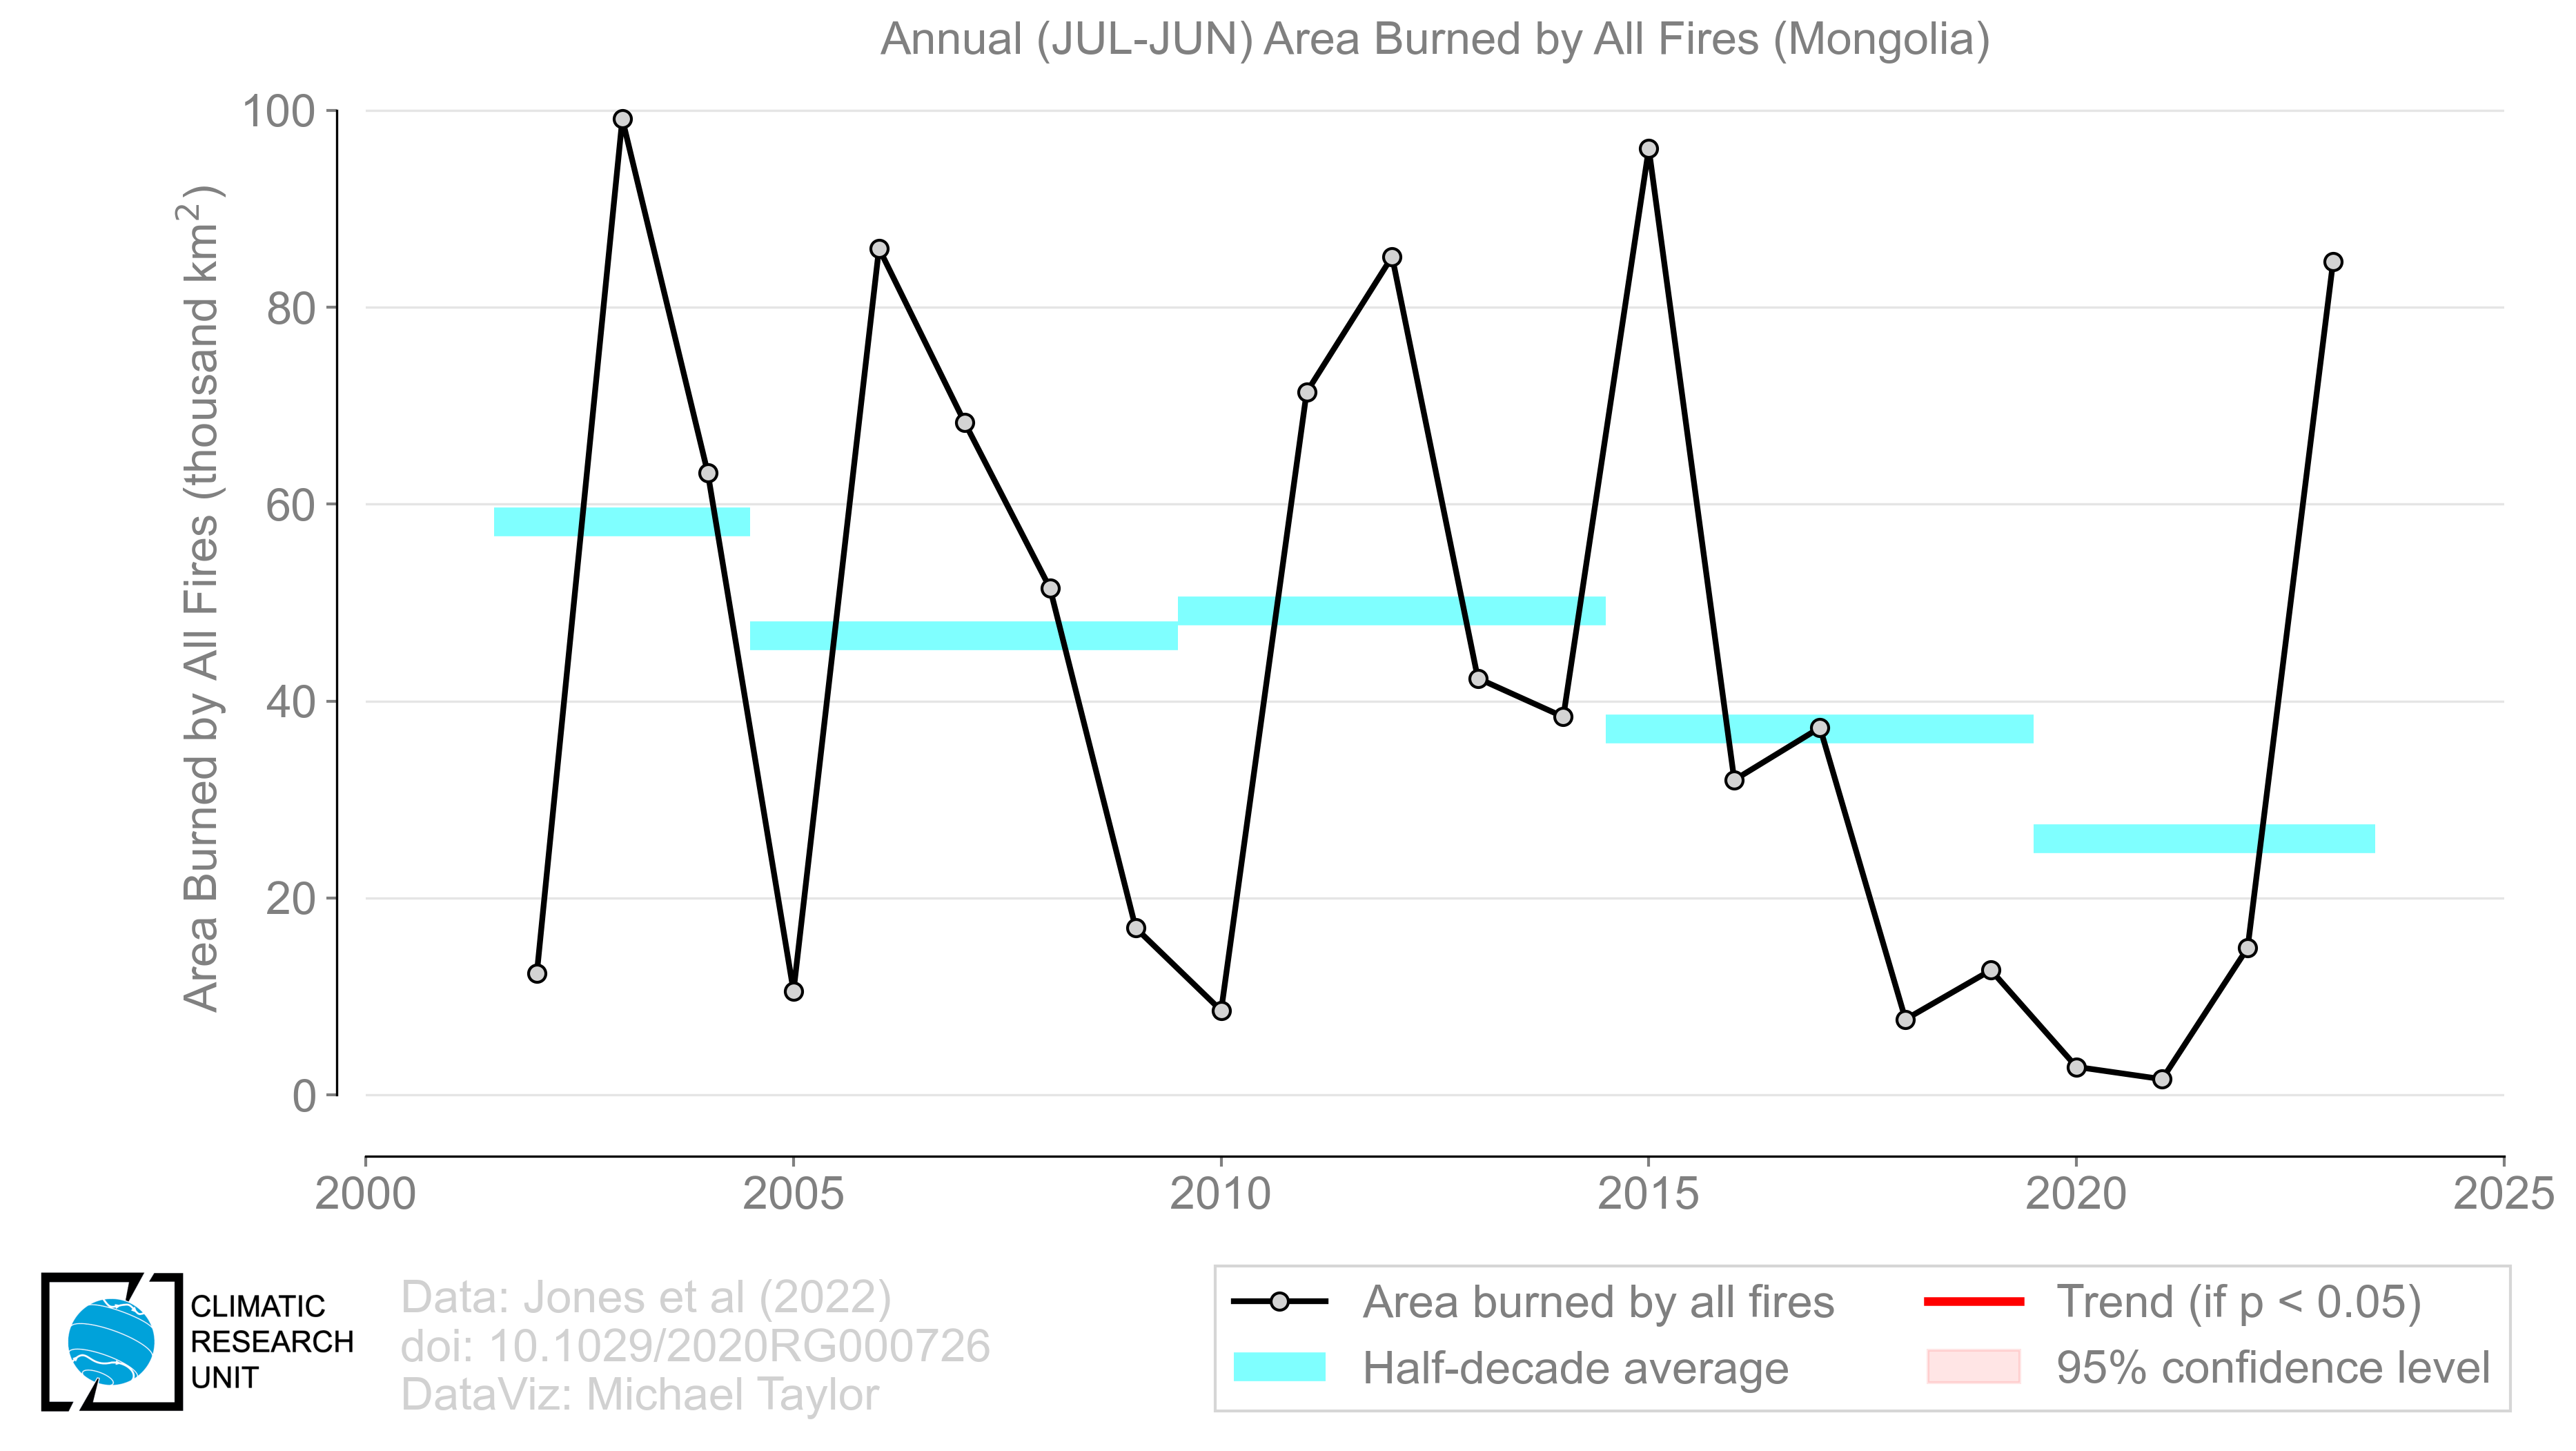 Annual (JUL-JUN) Area Burned by All Fires (Mongolia)
Area Burned by All Fires (thousand km²)
100
80
60
40
20
0
2000 2005 2010 2015 2020 2025
CLIMATIC
RESEARCH
UNIT
Data: Jones et al (2022)
doi: 10.1029/2020RG000726
DataViz: Michael Taylor
Area burned by all fires
Half-decade average
Trend (if p < 0.05)
95% confidence level